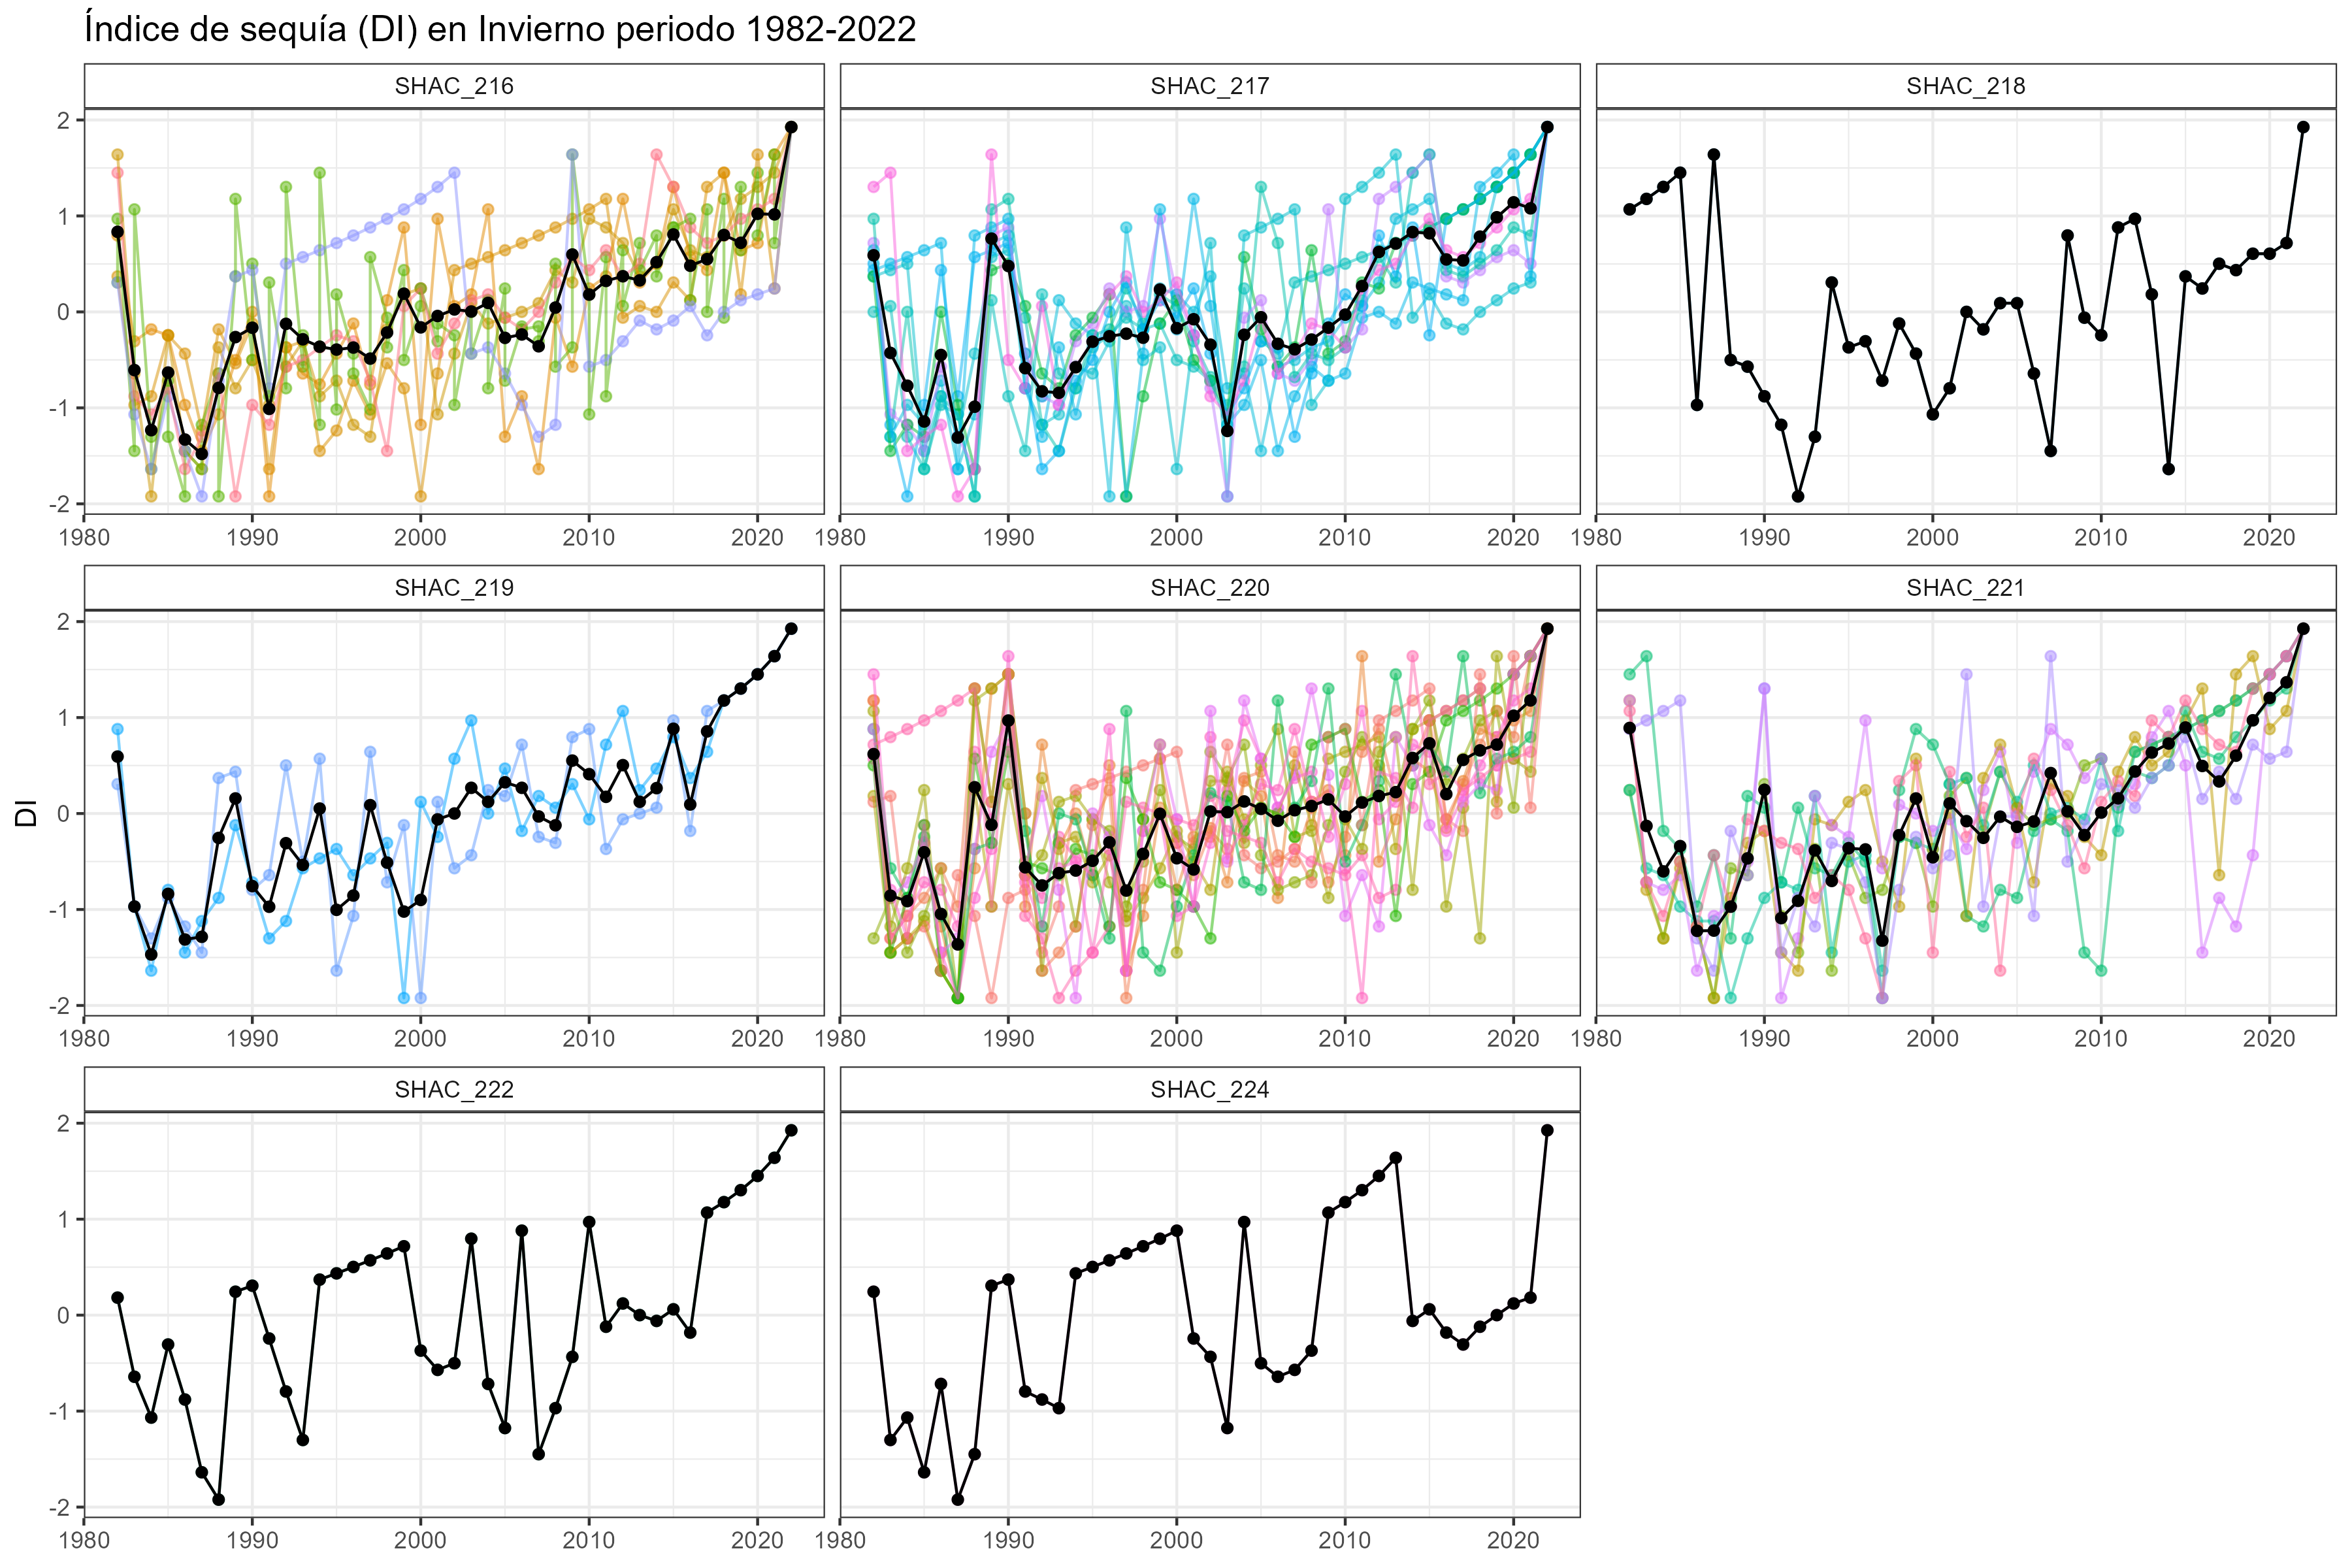 Índice de sequía (DI) en Invierno periodo 1982-2022
SHAC_216 SHAC_217 SHAC_218
2
1
0
-1
-2
1980 1990 2000 2010 2020 1980 1990 2000 2010 2020 1980 1990 2000 2010 2020
SHAC_219 SHAC_220 SHAC_221
2
1
0
-1
-2
DI
1980 1990 2000 2010 2020 1980 1990 2000 2010 2020 1980 1990 2000 2010 2020
SHAC_222 SHAC_224
2
1
0
-1
-2
1980 1990 2000 2010 2020 1980 1990 2000 2010 2020